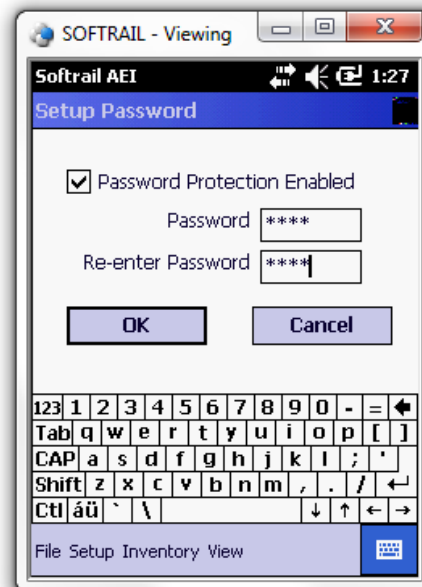 SOFTRAIL - Viewing
Softrail AEI 1:27
Setup Password
Password Protection Enabled
Password ****
Re-enter Password ****
OK Cancel
123 1 2 3 4 5 6 7 8 9 0 - =
Tab q w e r t y u i o p [ ]
CAP a s d f g h j k l ; '
Shift z x c v b n m , . /
Ctl áü ` \
File Setup Inventory View